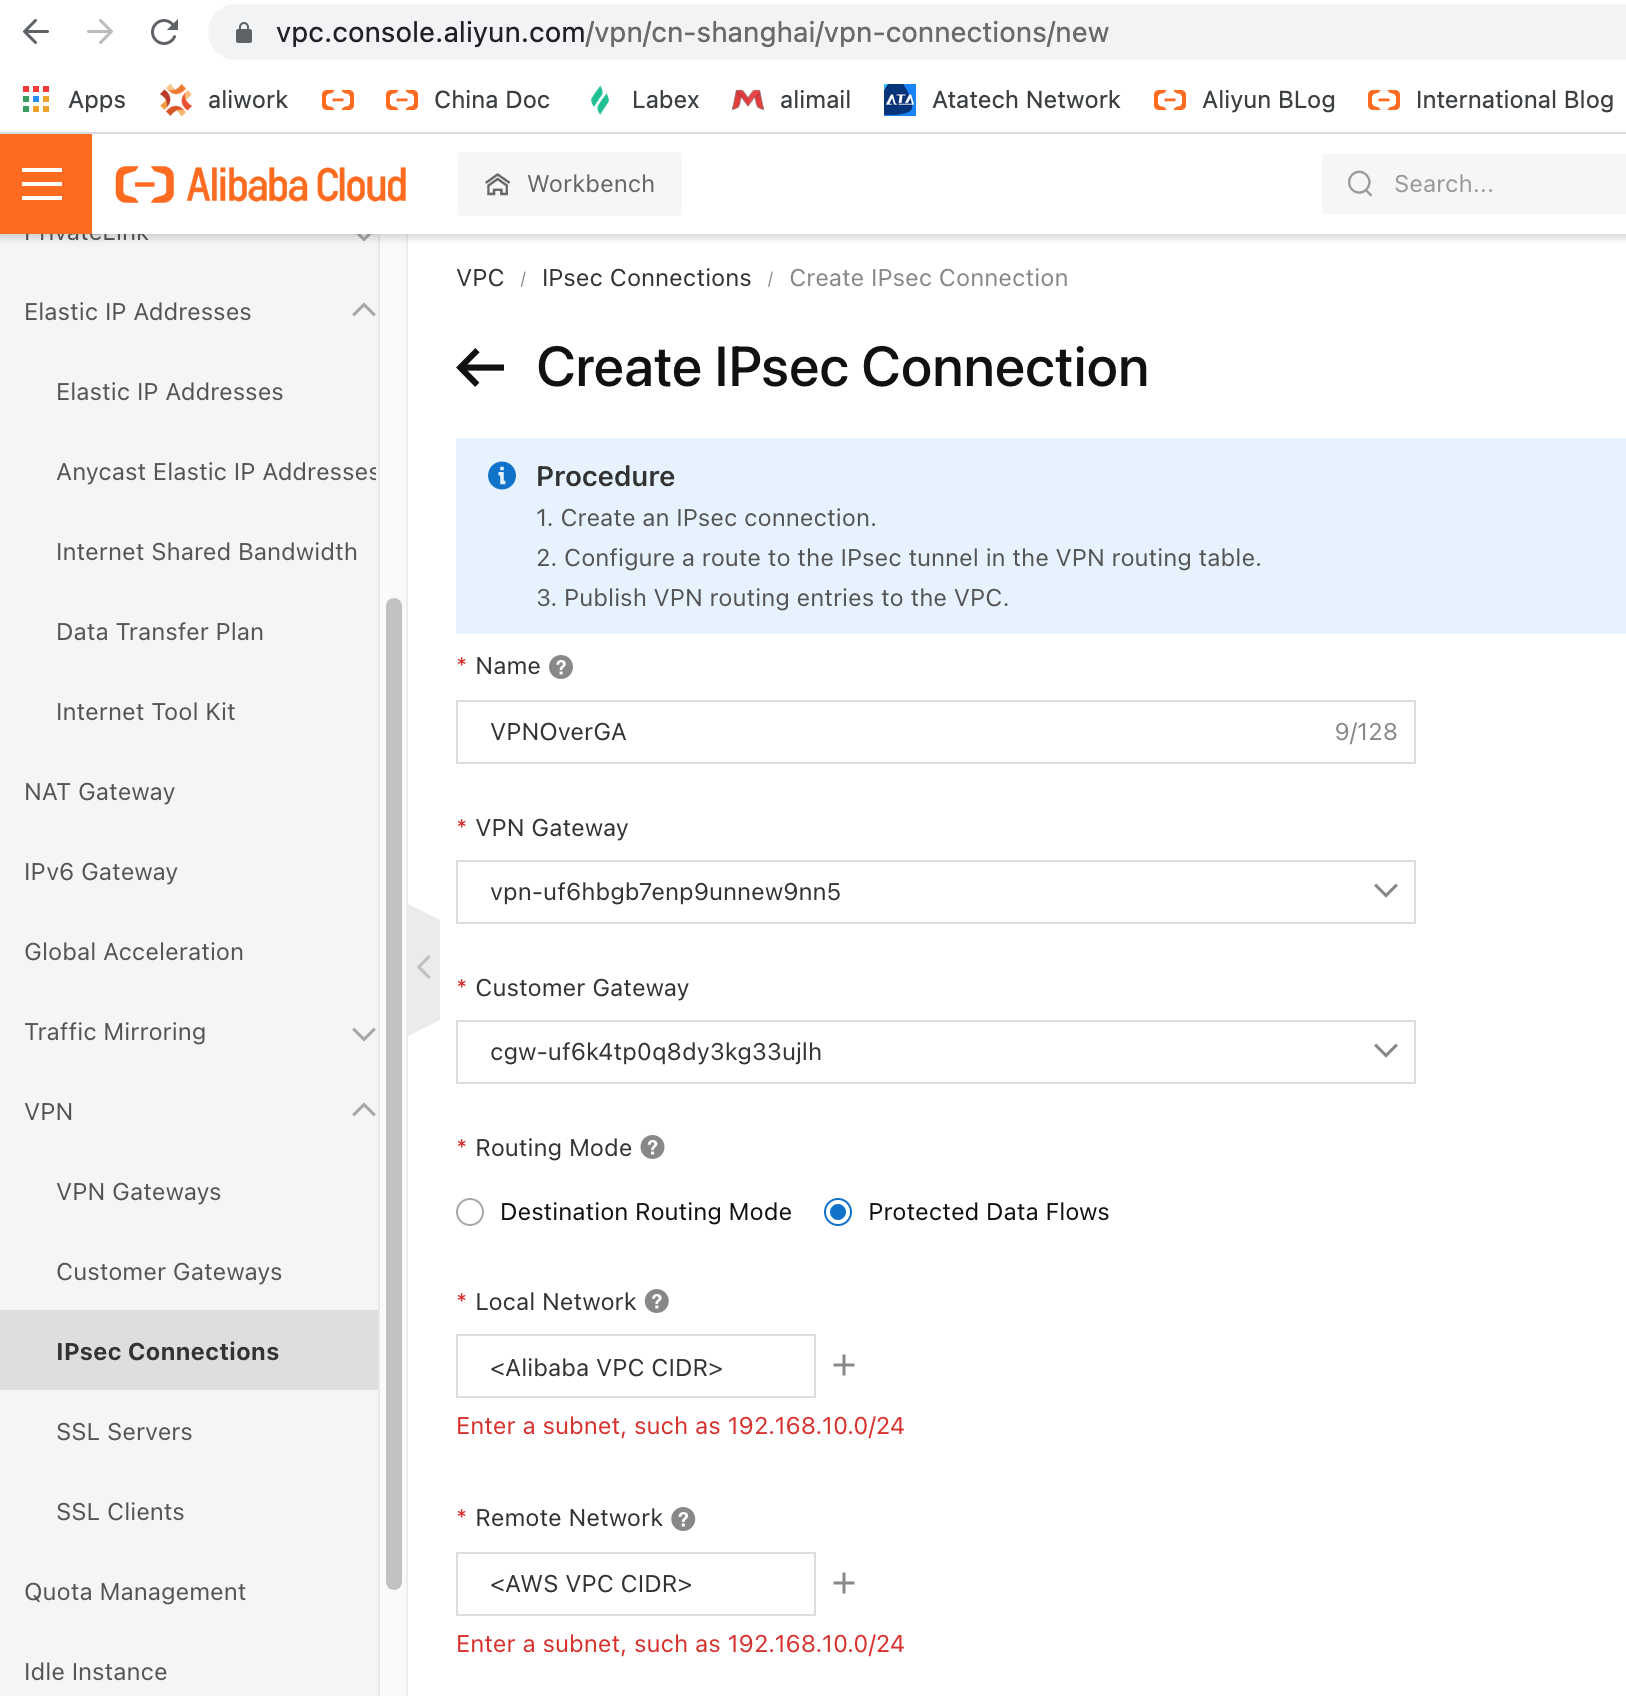 vpc.console.aliyun.com/vpn/cn-shanghai/vpn-connections/new
Apps aliwork China Doc Labex alimail ATA Atatech Network Aliyun BLog International Blog
Alibaba Cloud Workbench Search...
PrivateLink
Elastic IP Addresses
Elastic IP Addresses
Anycast Elastic IP Addresses
Internet Shared Bandwidth
Data Transfer Plan
Internet Tool Kit
NAT Gateway
IPv6 Gateway
Global Acceleration
Traffic Mirroring
VPN
VPN Gateways
Customer Gateways
IPsec Connections
SSL Servers
SSL Clients
Quota Management
Idle Instance
VPC / IPsec Connections / Create IPsec Connection
Create IPsec Connection
Procedure
1. Create an IPsec connection.
2. Configure a route to the IPsec tunnel in the VPN routing table.
3. Publish VPN routing entries to the VPC.
* Name
VPNOverGA 9/128
* VPN Gateway
vpn-uf6hbgb7enp9unnew9nn5
* Customer Gateway
cgw-uf6k4tp0q8dy3kg33ujlh
* Routing Mode
Destination Routing Mode Protected Data Flows
* Local Network
<Alibaba VPC CIDR>
Enter a subnet, such as 192.168.10.0/24
* Remote Network
<AWS VPC CIDR>
Enter a subnet, such as 192.168.10.0/24